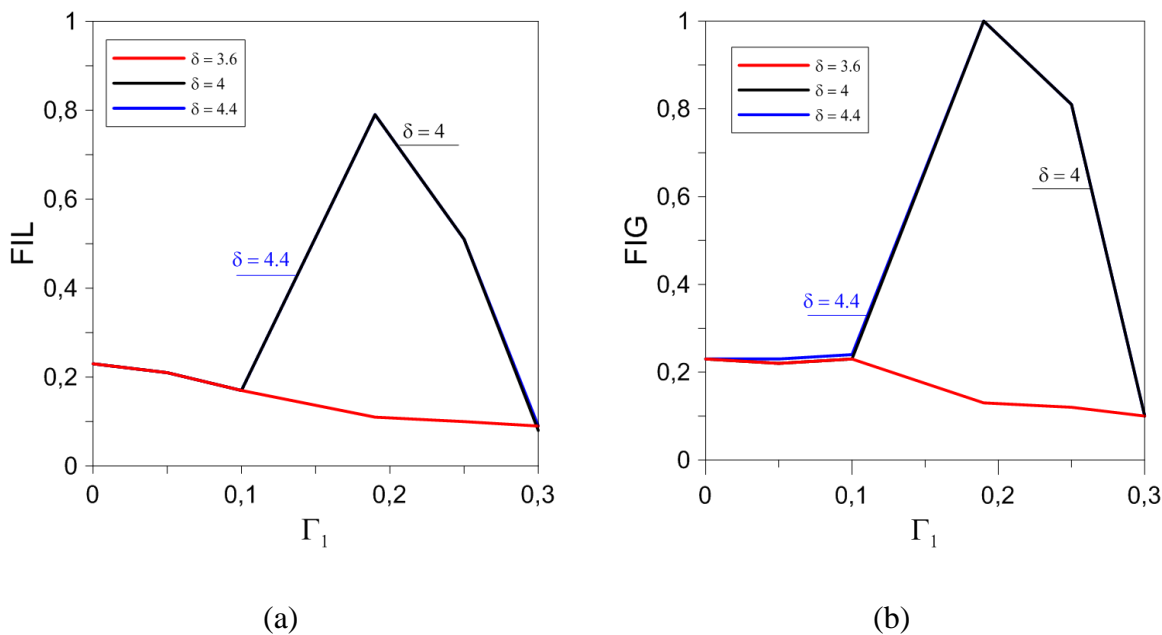 1
δ = 3.6
δ = 4
δ = 4.4
0,8
δ = 4
0,6
FIL
δ = 4.4
0,4
0,2
0
0
0,1
0,2
0,3
Γ1
(a)
1
δ = 3.6
δ = 4
δ = 4.4
0,8
δ = 4
0,6
FIG
0,4
δ = 4.4
0,2
0
0
0,1
0,2
0,3
Γ1
(b)